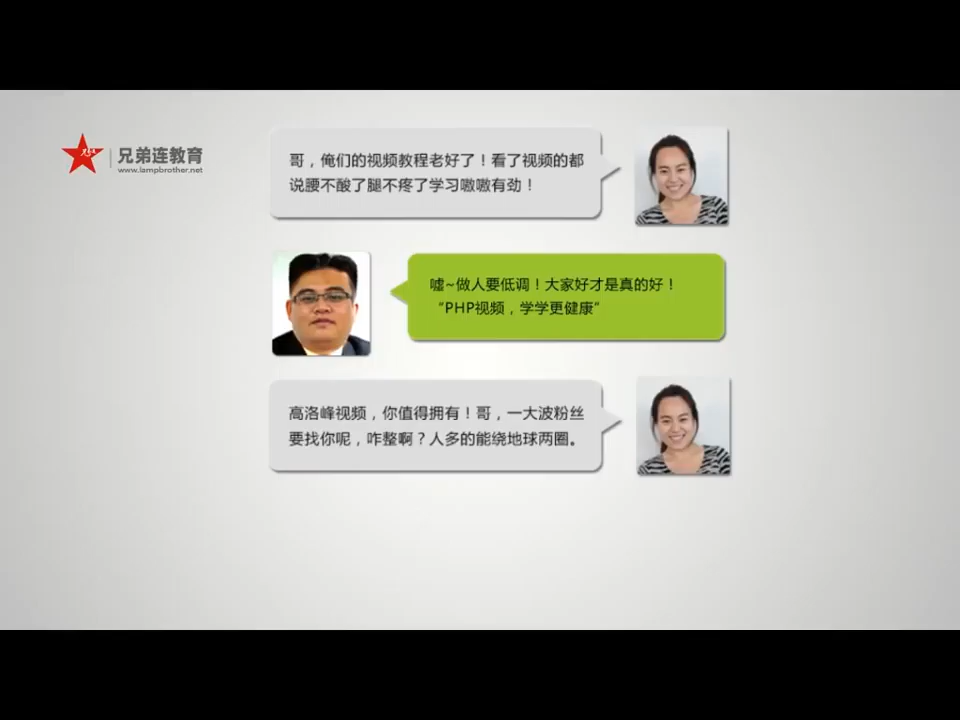 兄弟连教育
www.lampbrother.net
哥，俺们的视频教程老好了！看了视频的都
说腰不酸了腿不疼了学习嗷嗷有劲！
嘘~做人要低调！大家好才是真的好！
“PHP视频，学学更健康”
高洛峰视频，你值得拥有！哥，一大波粉丝
要找你呢，咋整啊？人多的能绕地球两圈。